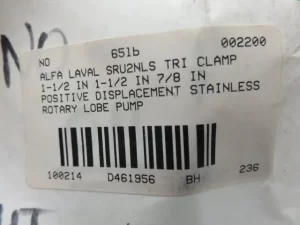 NO
NO 651b 002200
ALFA LAVAL SRU2NLS TRI CLAMP
1-1/2 IN 1-1/2 IN 7/8 IN
POSITIVE DISPLACEMENT STAINLESS
ROTARY LOBE PUMP
100214 D461956 BH 236